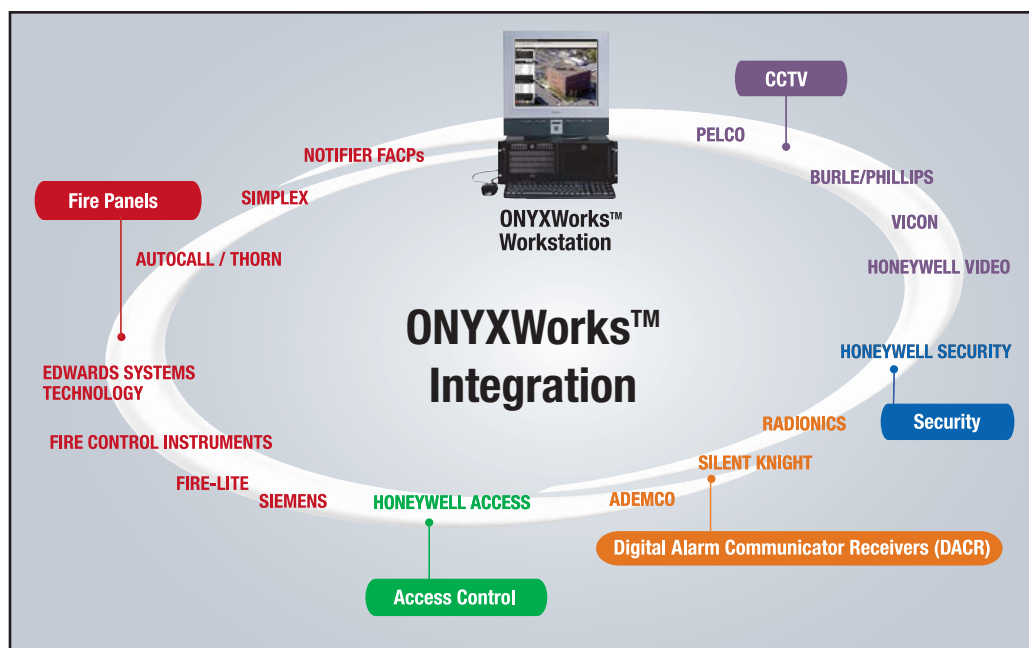 CCTV
PELCO
NOTIFIER FACPs
BURLE/PHILLIPS
Fire Panels
SIMPLEX
ONYXWorks™
Workstation
VICON
AUTOCALL / THORN
HONEYWELL VIDEO
ONYXWorks™
Integration
HONEYWELL SECURITY
EDWARDS SYSTEMS
TECHNOLOGY
Security
RADIONICS
FIRE CONTROL INSTRUMENTS
SILENT KNIGHT
FIRE-LITE
SIEMENS
HONEYWELL ACCESS
ADEMCO
Digital Alarm Communicator Receivers (DACR)
Access Control